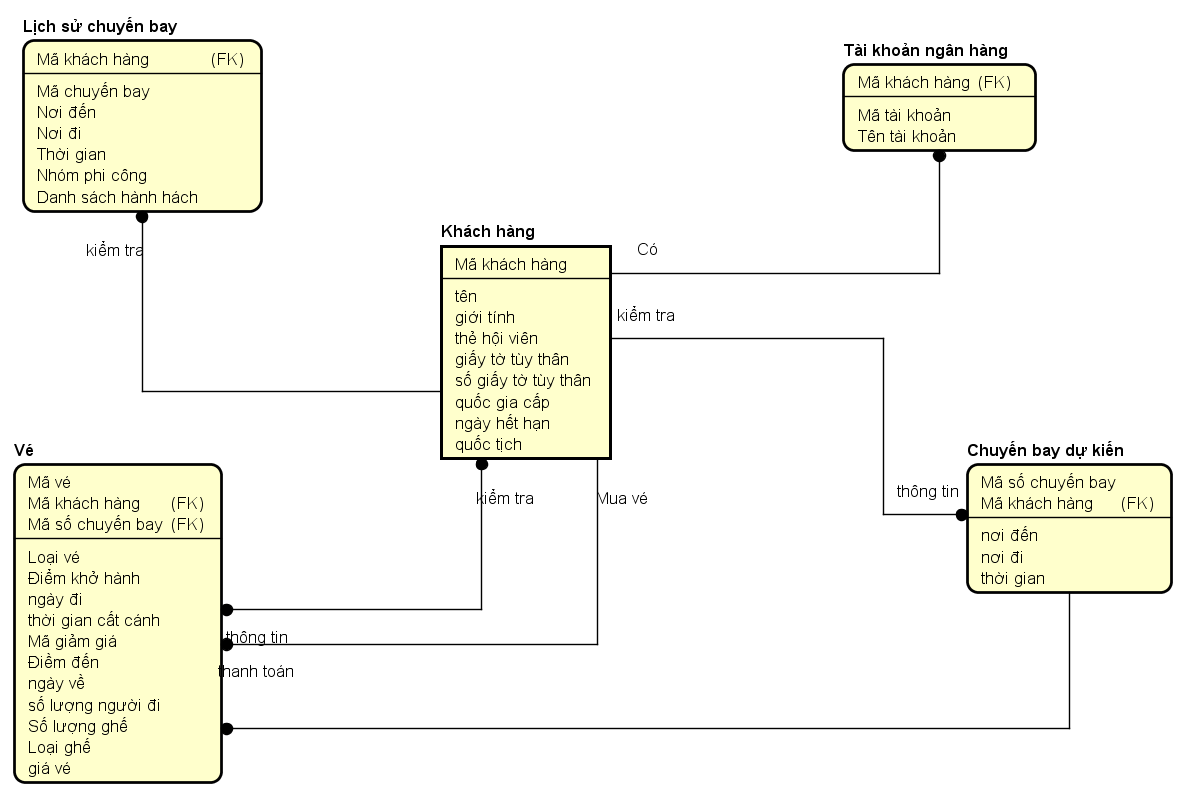 Lịch sử chuyến bay
Mã khách hàng (FK)
Mã chuyến bay
Nơi đến
Nơi đi
Thời gian
Nhóm phi công
Danh sách hành hách
kiểm tra
Tài khoản ngân hàng
Mã khách hàng (FK)
Mã tài khoản
Tên tài khoản
Khách hàng
Mã khách hàng
tên
giới tính
thẻ hội viên
giấy tờ tùy thân
số giấy tờ tùy thân
quốc gia cấp
ngày hết hạn
quốc tịch
Có
kiểm tra
thông tin
kiểm tra
Mua vé
Chuyến bay dự kiến
Mã số chuyến bay
Mã khách hàng (FK)
nơi đến
nơi đi
thời gian
Vé
Mã vé
Mã khách hàng (FK)
Mã số chuyến bay (FK)
Loại vé
Điểm khở hành
ngày đi
thời gian cất cánh
Mã giảm giá
Điềm đến
ngày về
số lượng người đi
Số lượng ghế
Loại ghế
giá vé
thông tin
thanh toán